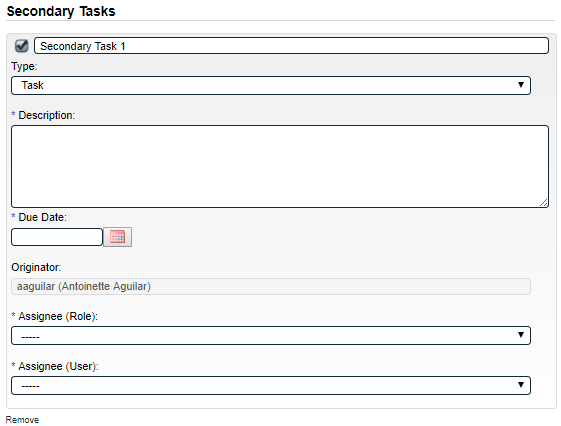 Secondary Tasks
Secondary Task 1
Type:
Task
* Description:
* Due Date:
Originator:
aaguilar (Antoinette Aguilar)
* Assignee (Role):
-----
* Assignee (User):
-----
Remove